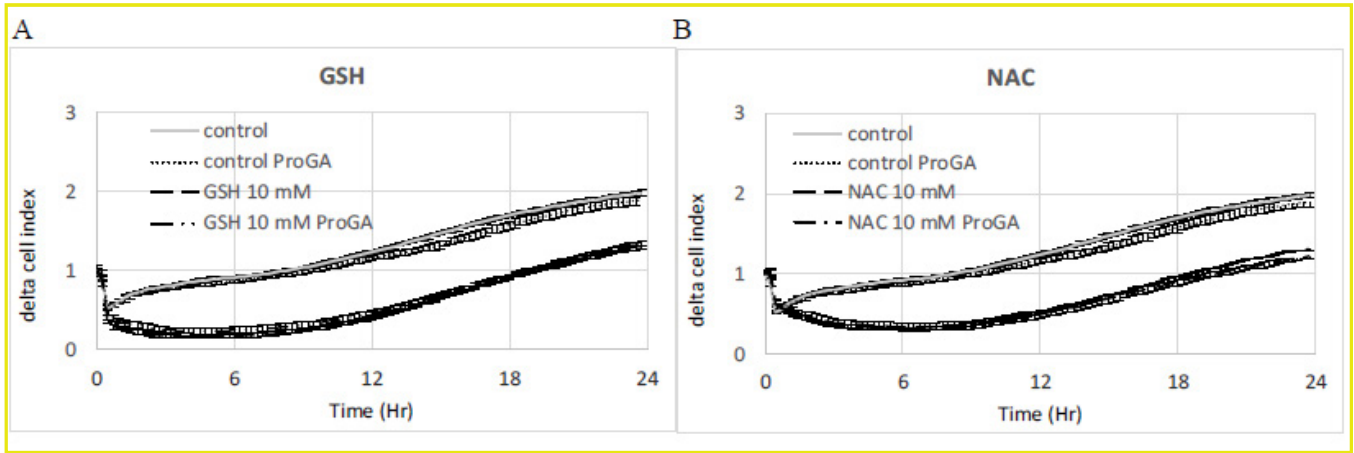 A
GSH
3
2
1
0
delta cell index
control
control ProGA
GSH 10 mM
GSH 10 mM ProGA
0 6 12 18 24
Time (Hr)
B
NAC
3
2
1
0
delta cell index
control
control ProGA
NAC 10 mM
NAC 10 mM ProGA
0 6 12 18 24
Time (Hr)